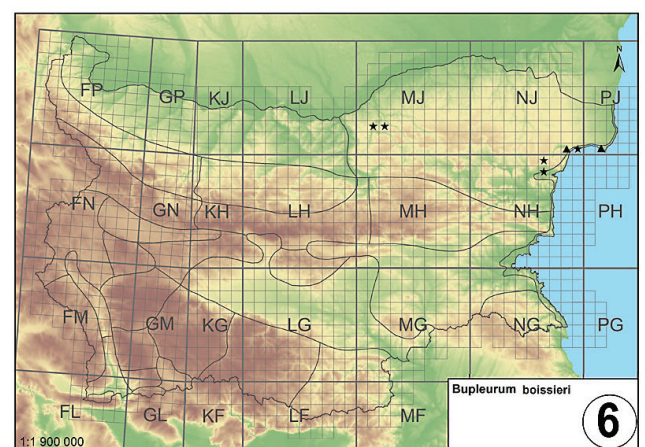 N
FP GP KJ LJ MJ NJ PJ
FN GN KH LH MH NH PH
FM GM KG LG MG NG PG
FL GL KF LF MF
Bupleurum boissieri
6
1:1 900 000